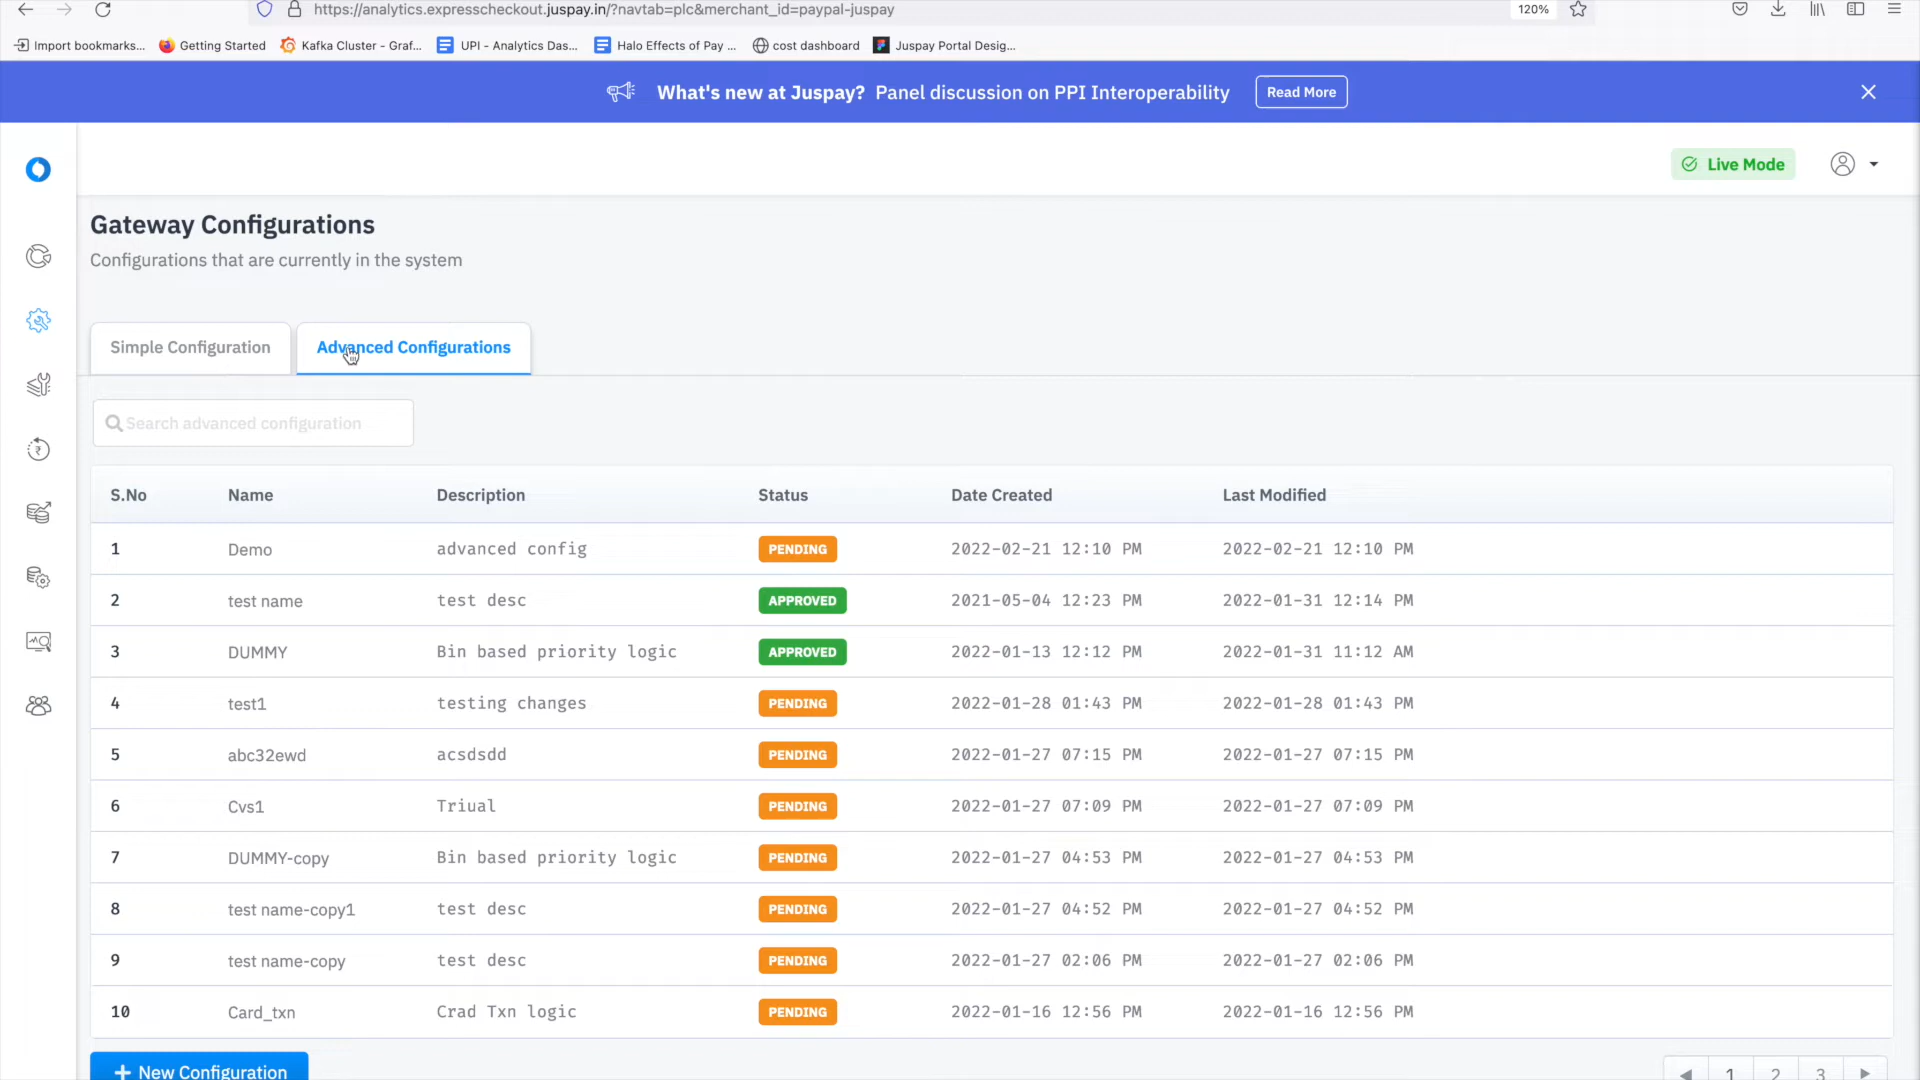 https://analytics.expresscheckout.juspay.in/?navtab=plc&merchant_id=paypal-juspay 120%
Import bookmarks... Getting Started Kafka Cluster - Graf... UPI - Analytics Das... Halo Effects of Pay ... cost dashboard Juspay Portal Desig...
What's new at Juspay? Panel discussion on PPI Interoperability Read More
Live Mode
Gateway Configurations
Configurations that are currently in the system
Simple Configuration Advanced Configurations
Search advanced configuration
S.No Name Description Status Date Created Last Modified
1 Demo advanced config PENDING 2022-02-21 12:10 PM 2022-02-21 12:10 PM
2 test name test desc APPROVED 2021-05-04 12:23 PM 2022-01-31 12:14 PM
3 DUMMY Bin based priority logic APPROVED 2022-01-13 12:12 PM 2022-01-31 11:12 AM
4 test1 testing changes PENDING 2022-01-28 01:43 PM 2022-01-28 01:43 PM
5 abc32ewd acsdsdd PENDING 2022-01-27 07:15 PM 2022-01-27 07:15 PM
6 Cvs1 Triual PENDING 2022-01-27 07:09 PM 2022-01-27 07:09 PM
7 DUMMY-copy Bin based priority logic PENDING 2022-01-27 04:53 PM 2022-01-27 04:53 PM
8 test name-copy1 test desc PENDING 2022-01-27 04:52 PM 2022-01-27 04:52 PM
9 test name-copy test desc PENDING 2022-01-27 02:06 PM 2022-01-27 02:06 PM
10 Card_txn Crad Txn logic PENDING 2022-01-16 12:56 PM 2022-01-16 12:56 PM
+ New Configuration 1 2 3